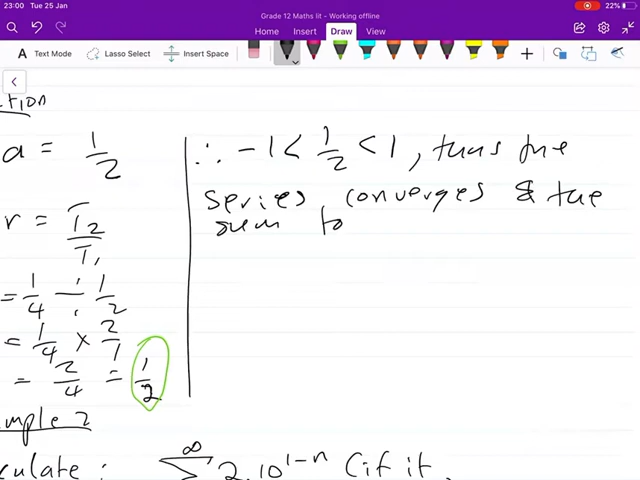 23:00 Tue 25 Jan
Grade 12 Maths lit - Working offline
22%
Home Insert Draw View
Text Mode Lasso Select Insert Space
ction
a = 1/2
r = T2/T1
= 1/4 ÷ 1/2
= 1/4 × 2/1
= 2/4 = 1/2
∴ -1 < 1/2 < 1, thus the
series converges & the
sum to
mple 2
culate : ∑ ∞ 2.10^(1-n) (if it